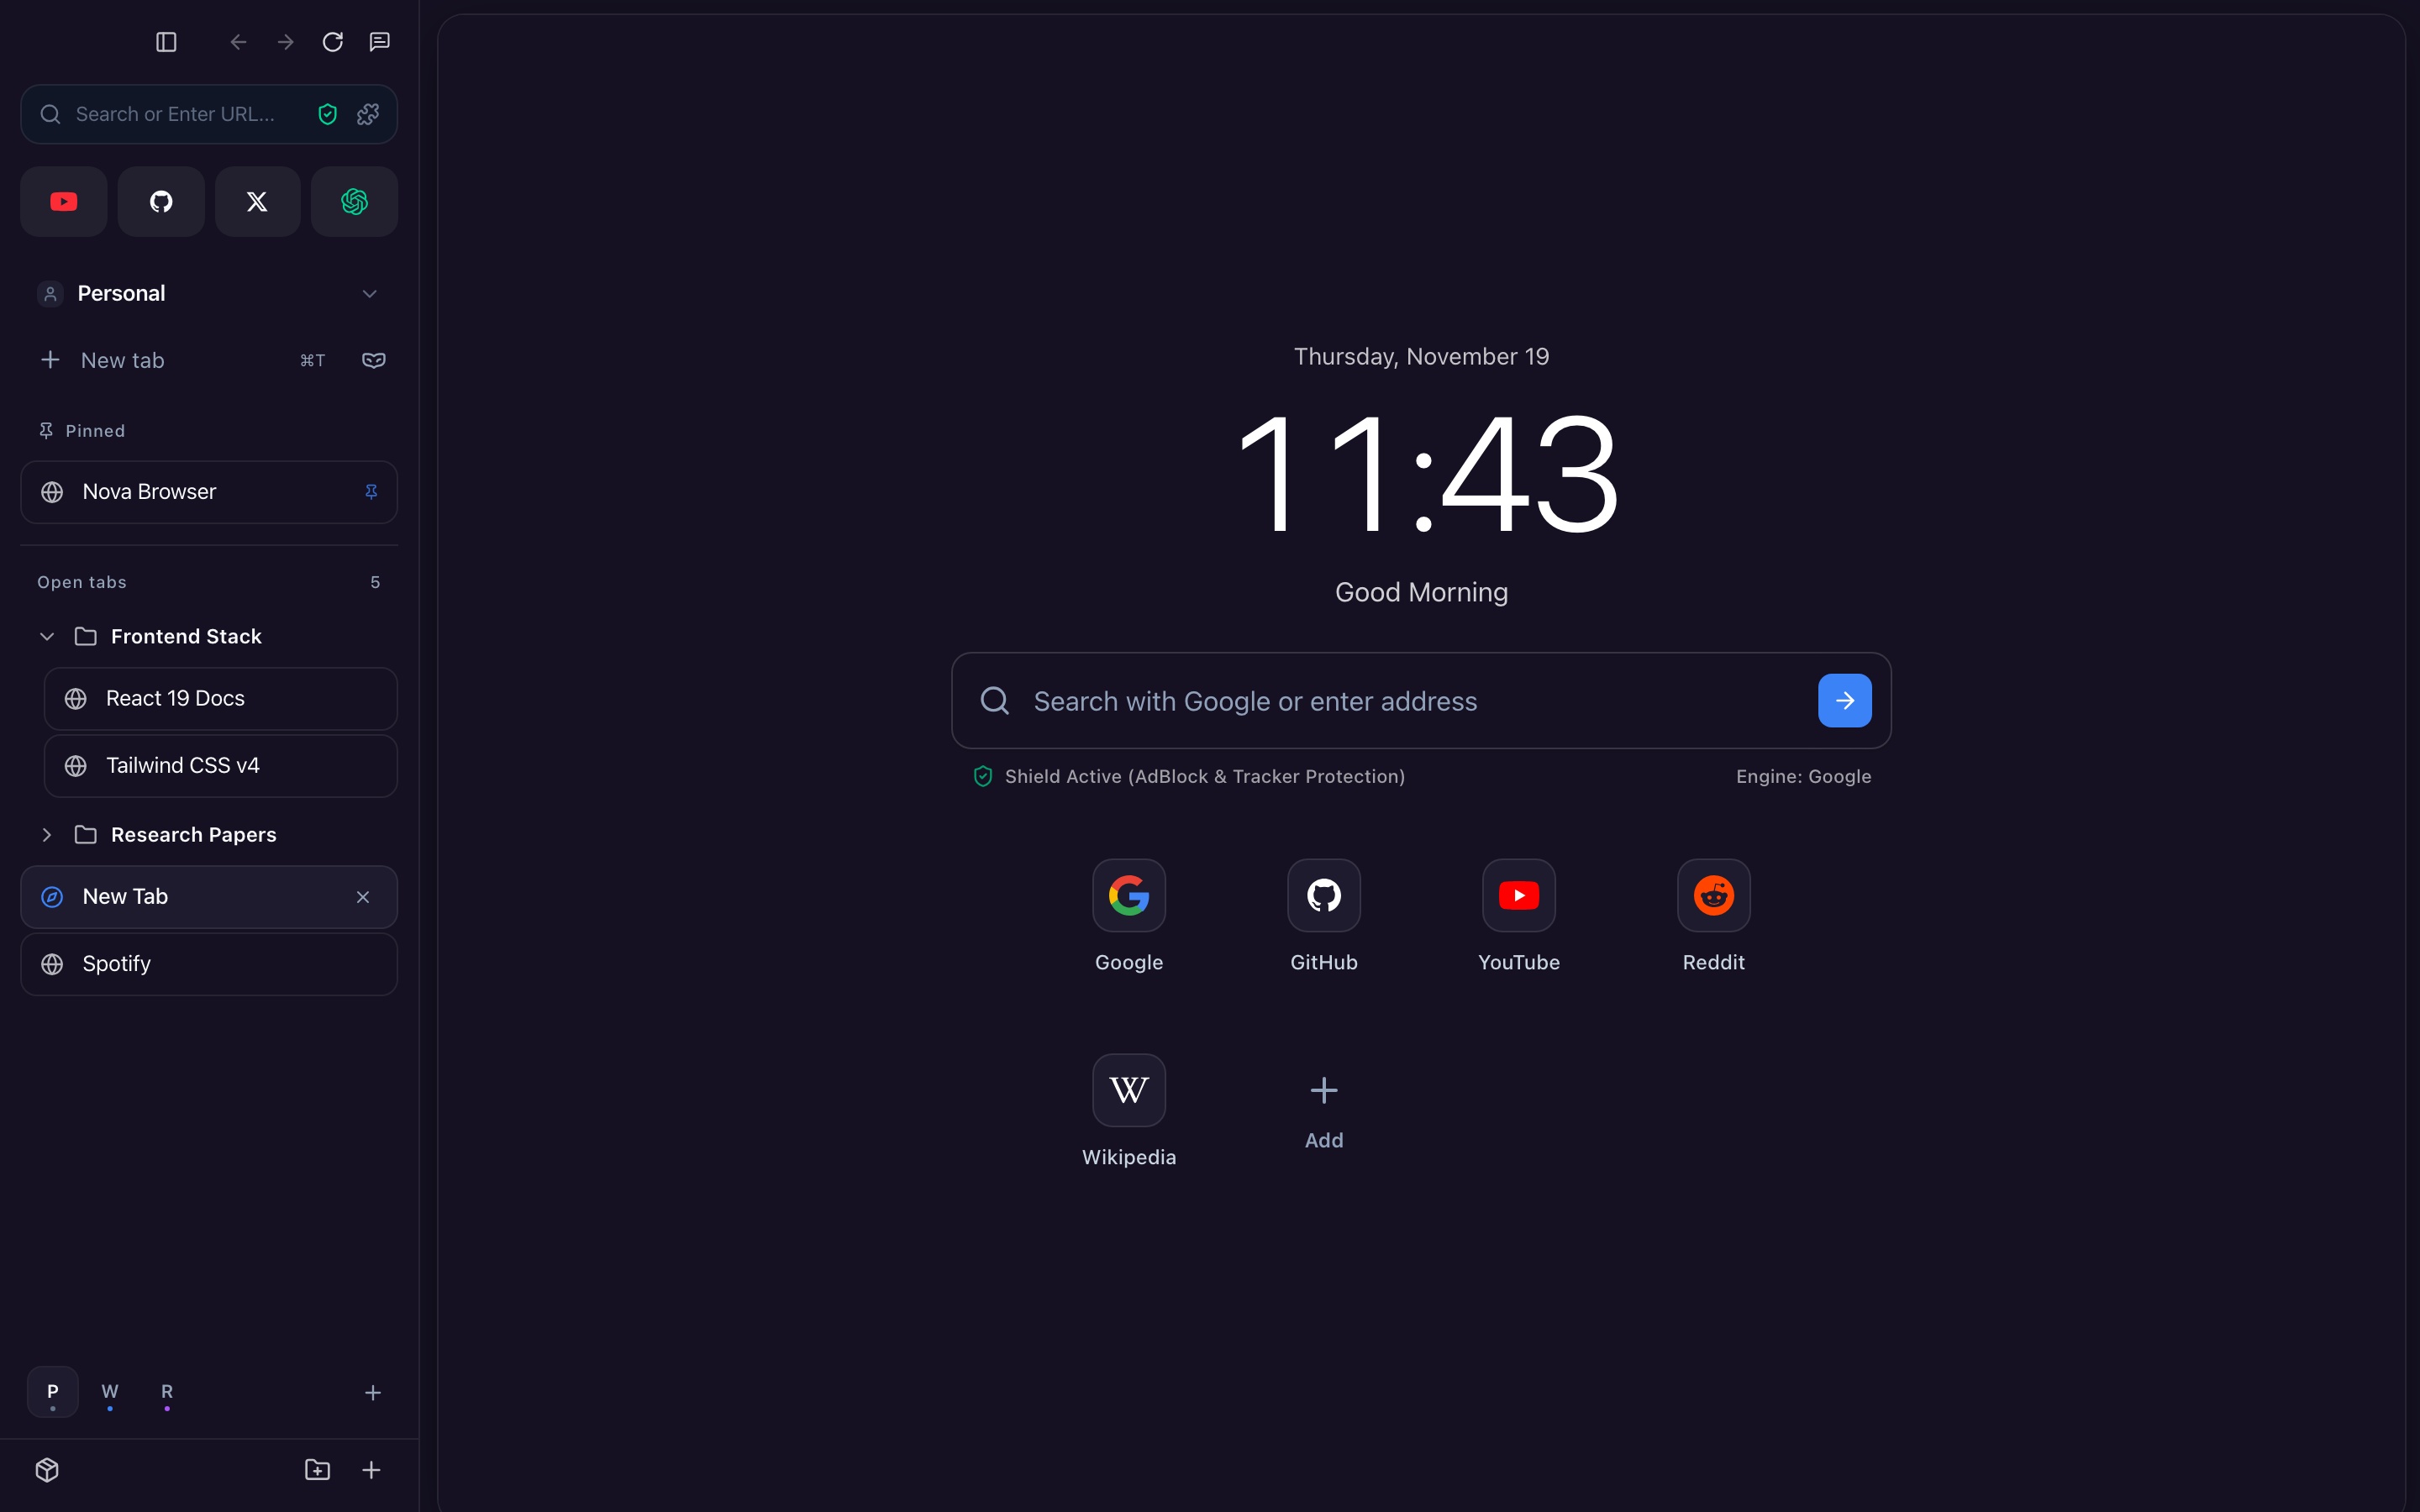 Search or Enter URL...
Personal
New tab ⌘T
Pinned
Nova Browser
Open tabs 5
Frontend Stack
React 19 Docs
Tailwind CSS v4
Research Papers
New Tab
Spotify
P W R
Thursday, November 19
11:43
Good Morning
Search with Google or enter address
Shield Active (AdBlock & Tracker Protection) Engine: Google
Google GitHub YouTube Reddit
W
Wikipedia Add